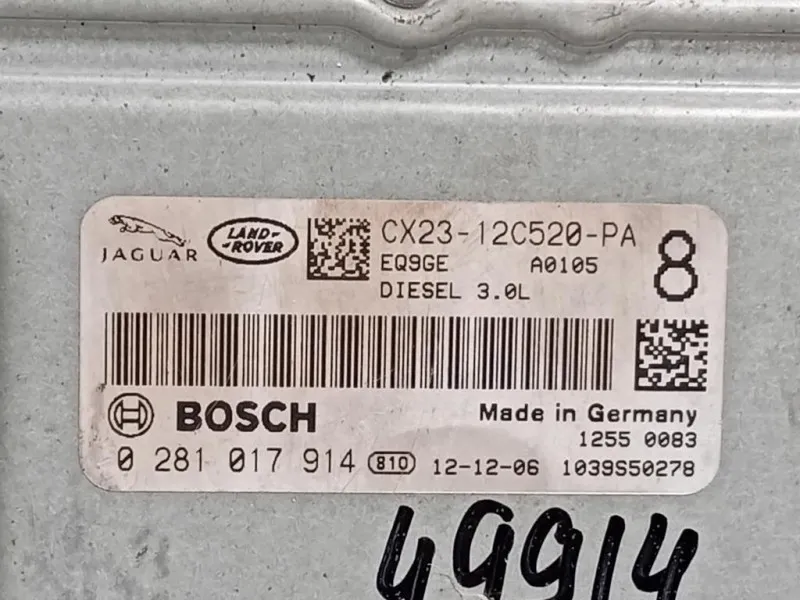 JAGUAR
LAND-
-ROVER
CX23-12C520-PA
8
EQ9GE A0105
DIESEL 3.0L
BOSCH
Made in Germany
1255 0083
0 281 017 914 810 12-12-06 1039S50278
49914